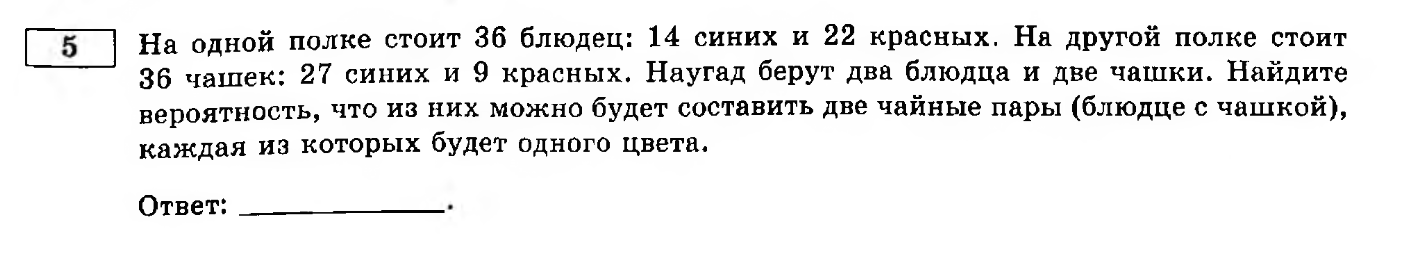 5
На одной полке стоит 36 блюдец: 14 синих и 22 красных. На другой полке стоит
36 чашек: 27 синих и 9 красных. Наугад берут два блюдца и две чашки. Найдите
вероятность, что из них можно будет составить две чайные пары (блюдце с чашкой),
каждая из которых будет одного цвета.
Ответ: ______________.